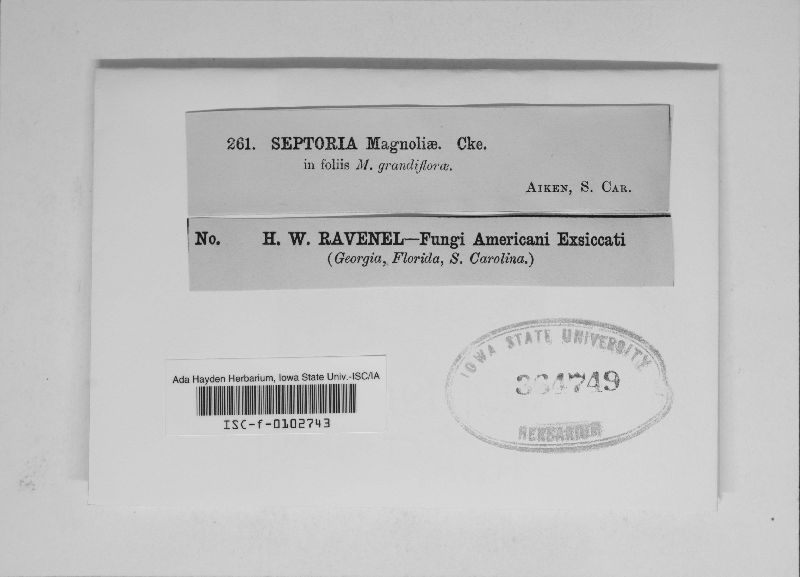 261. SEPTORIA Magnoliæ. Cke.
in foliis M. grandifloræ.
AIKEN, S. CAR.
No. H. W. RAVENEL—Fungi Americani Exsiccati
(Georgia, Florida, S. Carolina.)
IOWA STATE UNIVERSITY
364749
HERBARIUM
Ada Hayden Herbarium, Iowa State Univ.-ISC/IA
ISC-f-0102743